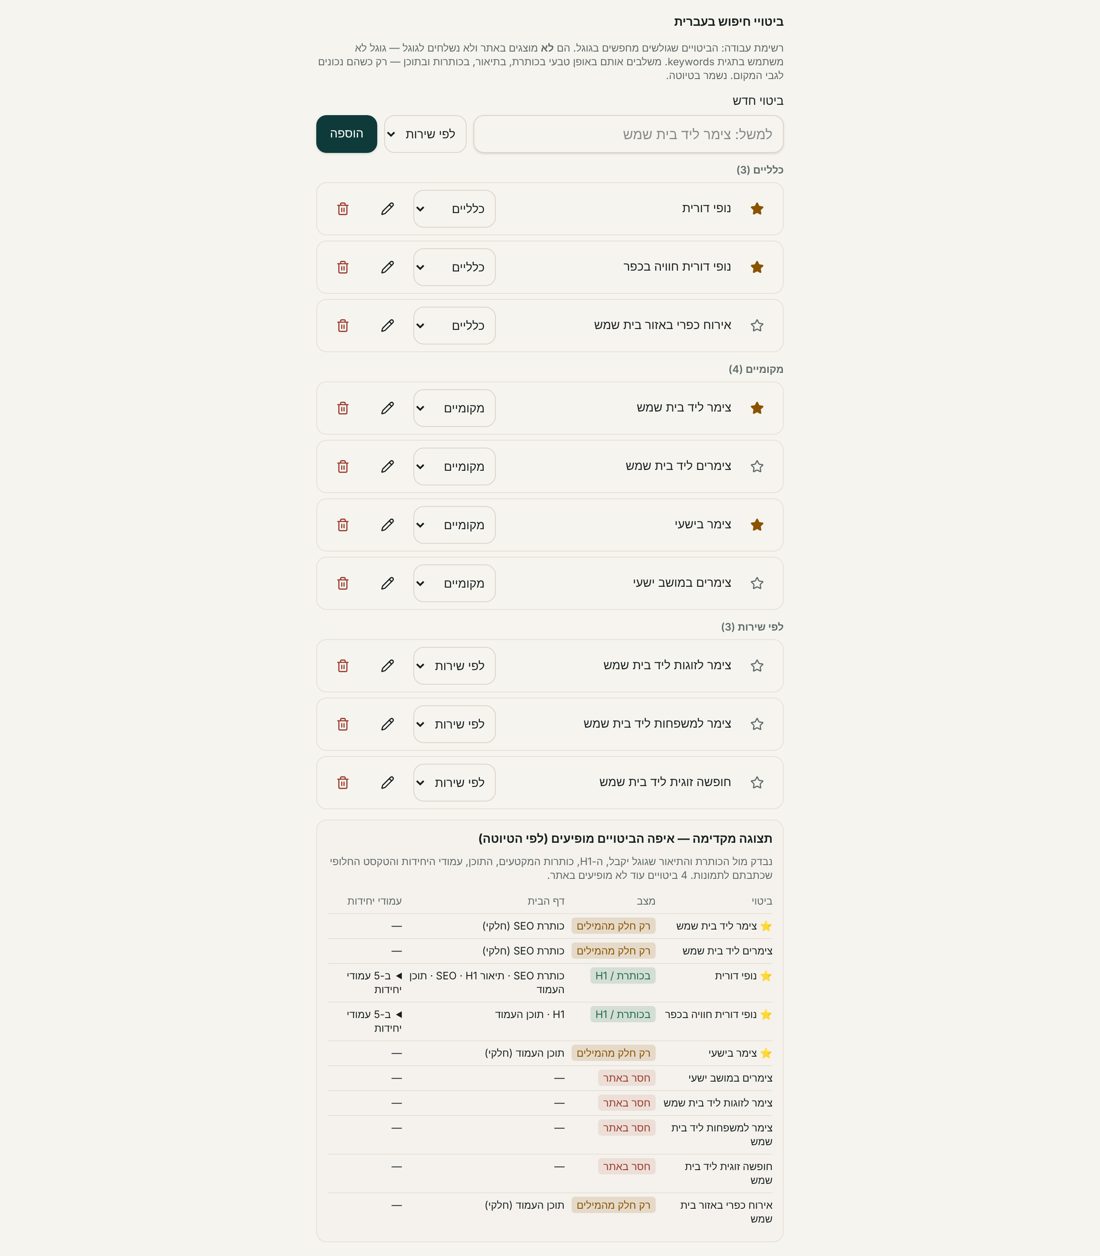 ביטויי חיפוש בעברית
רשימת עבודה: הביטויים שגולשים מחפשים בגוגל. הם לא מוצגים באתר ולא נשלחים לגוגל — גוגל לא
משתמש בתגית keywords. משלבים אותם באופן טבעי בכותרת, בתיאור, בכותרות ובתוכן — רק כשהם נכונים
לגבי המקום. נשמר בטיוטה.
ביטוי חדש
למשל: צימר ליד בית שמש לפי שירות הוספה
כלליים (3)
נופי דורית כלליים
נופי דורית חוויה בכפר כלליים
אירוח כפרי באזור בית שמש כלליים
מקומיים (4)
צימר ליד בית שמש מקומיים
צימרים ליד בית שמש מקומיים
צימר בישעי מקומיים
צימרים במושב ישעי מקומיים
לפי שירות (3)
צימר לזוגות ליד בית שמש לפי שירות
צימר למשפחות ליד בית שמש לפי שירות
חופשה זוגית ליד בית שמש לפי שירות
תצוגה מקדימה — איפה הביטויים מופיעים (לפי הטיוטה)
נבדק מול הכותרת והתיאור שגוגל יקבל, ה-H1, כותרות המקטעים, התוכן, עמודי היחידות והטקסט החלופי
שכתבתם לתמונות. 4 ביטויים עוד לא מופיעים באתר.
ביטוי מצב דף הבית עמודי יחידות
⭐ צימר ליד בית שמש רק חלק מהמילים כותרת SEO (חלקי) —
צימרים ליד בית שמש רק חלק מהמילים כותרת SEO (חלקי) —
⭐ נופי דורית בכותרת / H1 כותרת SEO · תיאור SEO · H1 · תוכן ◀ ב-5 עמודי
העמוד יחידות
⭐ נופי דורית חוויה בכפר בכותרת / H1 H1 · תוכן העמוד ◀ ב-5 עמודי
יחידות
⭐ צימר בישעי רק חלק מהמילים תוכן העמוד (חלקי) —
צימרים במושב ישעי חסר באתר — —
צימר לזוגות ליד בית שמש חסר באתר — —
צימר למשפחות ליד בית חסר באתר — —
שמש
חופשה זוגית ליד בית חסר באתר — —
שמש
אירוח כפרי באזור בית רק חלק מהמילים תוכן העמוד (חלקי) —
שמש